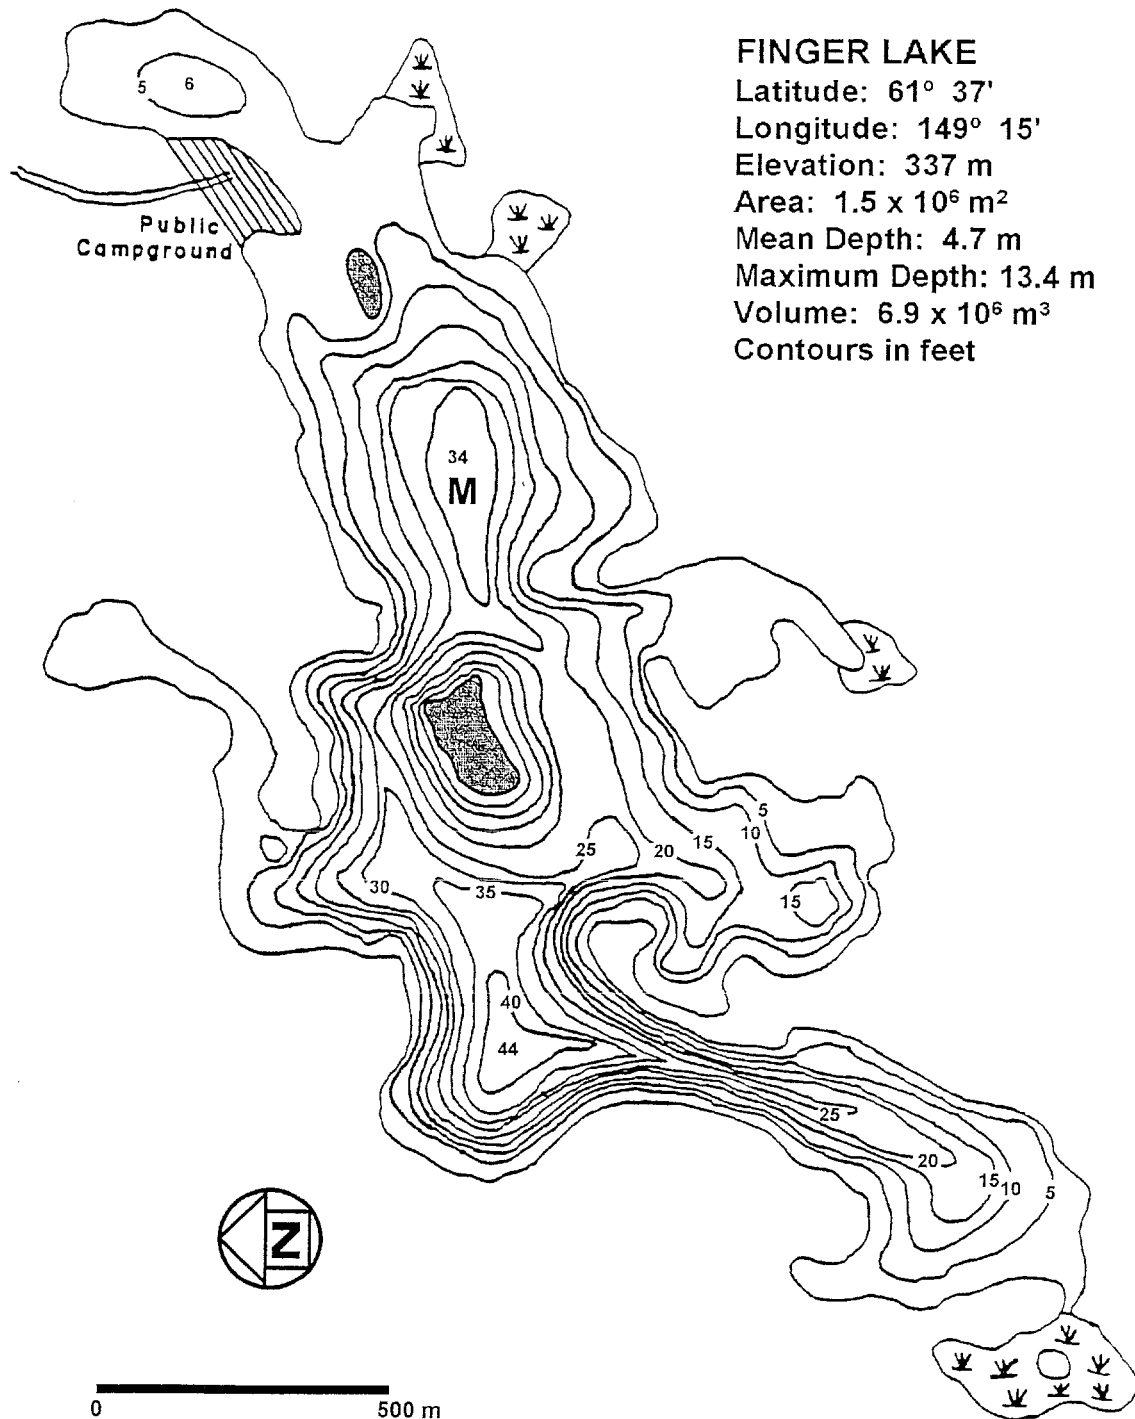 FINGER LAKE
Latitude: 61° 37'
Longitude: 149° 15'
Elevation: 337 m
Area: 1.5 x 10⁶ m²
Mean Depth: 4.7 m
Maximum Depth: 13.4 m
Volume: 6.9 x 10⁶ m³
Contours in feet
5
6
Public
Campground
34
M
5
10
15
20
25
15
30
35
40
44
25
20
15
10
5
N
0
500 m